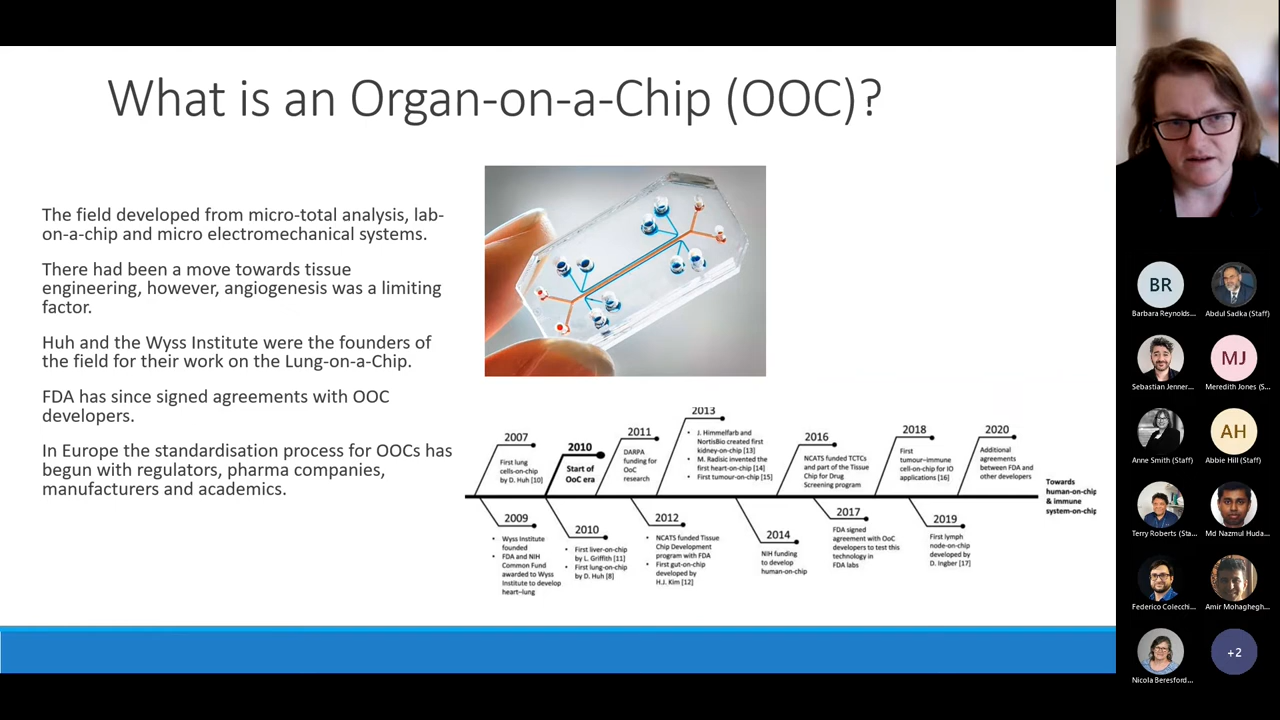 What is an Organ-on-a-Chip (OOC)?
The field developed from micro-total analysis, lab-
on-a-chip and micro electromechanical systems.
There had been a move towards tissue
engineering, however, angiogenesis was a limiting
factor.
Huh and the Wyss Institute were the founders of
the field for their work on the Lung-on-a-Chip.
FDA has since signed agreements with OOC
developers.
In Europe the standardisation process for OOCs has
begun with regulators, pharma companies,
manufacturers and academics.
2007
First lung
cells-on-chip
by D. Huh [10]
2010
Start of
OoC era
2011
DARPA
funding for
OoC
research
2013
• J. Himmelfarb and
NortisBio created first
kidney-on-chip [13]
• M. Radisic invented the
first heart-on-chip [14]
• First tumour-on-chip [15]
2016
NCATS funded TCTCs
and part of the Tissue
Chip for Drug
Screening program
2018
First
tumour–immune
cell-on-chip for IO
applications [16]
2020
Additional
agreements
between FDA and
other developers
Towards
human-on-chip
& immune
system-on-chip
2009
• Wyss Institute
founded
• FDA and NIH
Common Fund
awarded to Wyss
Institute to develop
heart–lung
2010
• First liver-on-chip
by L. Griffith [11]
• First lung-on-chip
by D. Huh [8]
2012
• NCATS funded Tissue
Chip Development
program with FDA
• First gut-on-chip
developed by
H.J. Kim [12]
2014
NIH funding
to develop
human-on-chip
2017
FDA signed
agreement with OoC
developers to test this
technology in
FDA labs
2019
First lymph
node-on-chip
developed by
D. Ingber [17]
BR
Barbara Reynolds...
Abdul Sadka (Staff)
Sebastian Jenner...
MJ
Meredith Jones (S...
Anne Smith (Staff)
AH
Abbie Hill (Staff)
Terry Roberts (Sta...
Md Nazmul Huda...
Federico Colecchi...
Amir Mohaghegh...
Nicola Beresford...
+2